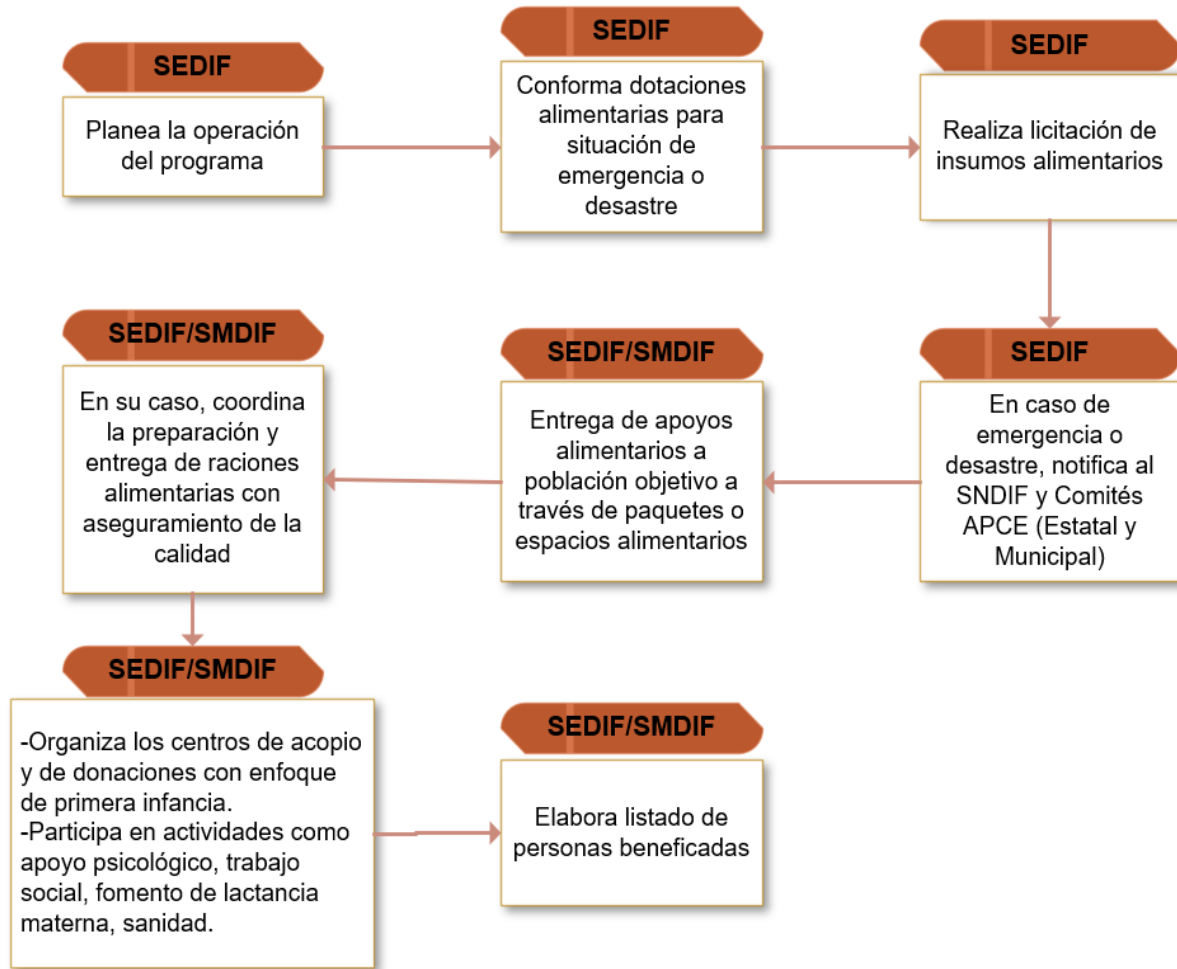 SEDIF
Planea la operación
del programa
SEDIF
Conforma dotaciones
alimentarias para
situación de
emergencia o
desastre
SEDIF
Realiza licitación de
insumos alimentarios
SEDIF
En caso de
emergencia o
desastre, notifica al
SNDIF y Comités
APCE (Estatal y
Municipal)
SEDIF/SMDIF
Entrega de apoyos
alimentarios a
población objetivo a
través de paquetes o
espacios alimentarios
SEDIF/SMDIF
En su caso, coordina
la preparación y
entrega de raciones
alimentarias con
aseguramiento de la
calidad
SEDIF/SMDIF
-Organiza los centros de acopio
y de donaciones con enfoque
de primera infancia.
-Participa en actividades como
apoyo psicológico, trabajo
social, fomento de lactancia
materna, sanidad.
SEDIF/SMDIF
Elabora listado de
personas beneficadas